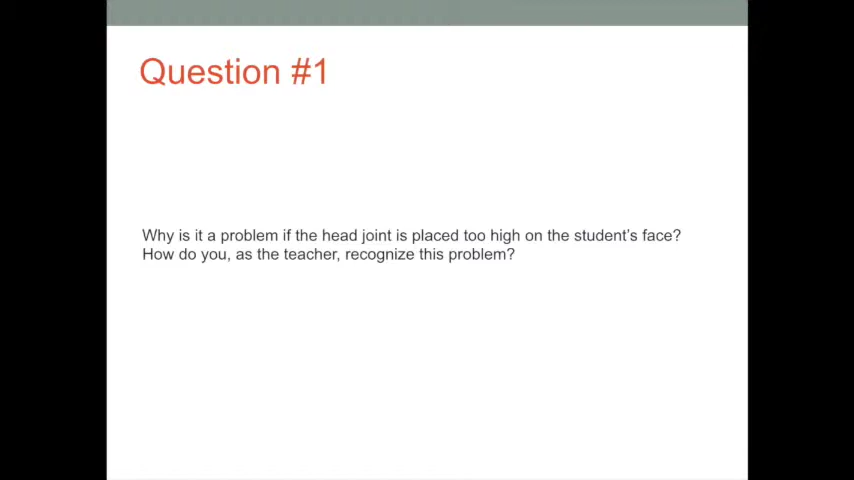 Question #1
Why is it a problem if the head joint is placed too high on the student’s face?
How do you, as the teacher, recognize this problem?